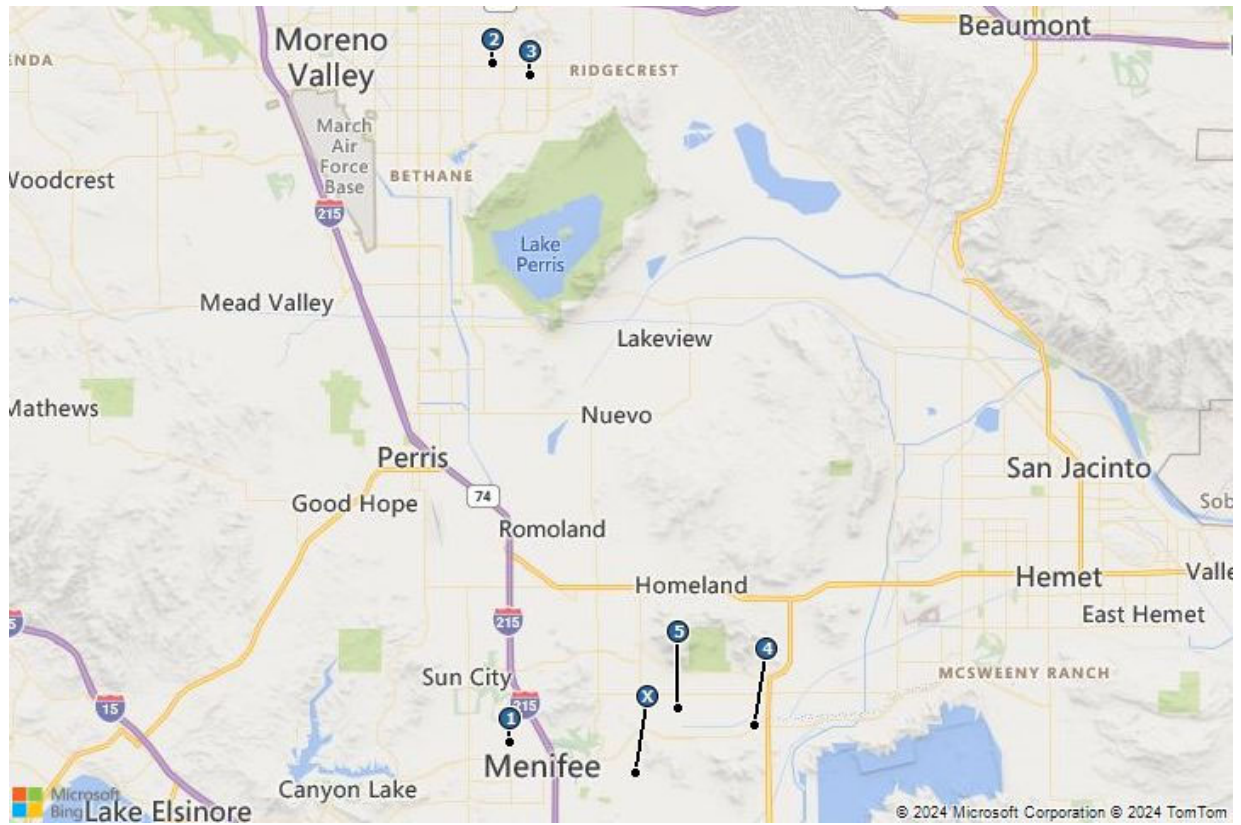 Beaumont
Moreno
Valley
2
3
RIDGECREST
ENDA
March
Air
Force
Base
BETHANE
Woodcrest
215
Lake
Perris
Mead Valley
Lakeview
Mathews
Nuevo
Perris
San Jacinto
74
Good Hope
Sob
Romoland
Homeland
Hemet
Valle
East Hemet
215
5
4
MCSWEENY RANCH
Sun City
X
15
215
1
Menifee
Canyon Lake
Microsoft
Bing
Lake Elsinore
© 2024 Microsoft Corporation © 2024 TomTom